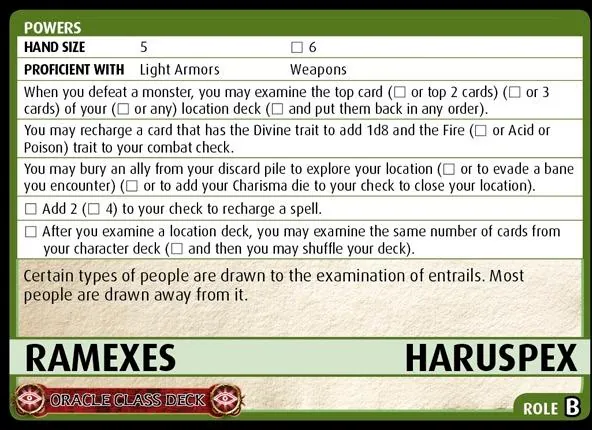 POWERS
HAND SIZE 5 □ 6
PROFICIENT WITH Light Armors Weapons
When you defeat a monster, you may examine the top card (□ or top 2 cards) (□ or 3
cards) of your (□ or any) location deck (□ and put them back in any order).
You may recharge a card that has the Divine trait to add 1d8 and the Fire (□ or Acid or
Poison) trait to your combat check.
You may bury an ally from your discard pile to explore your location (□ or to evade a bane
you encounter) (□ or to add your Charisma die to your check to close your location).
□ Add 2 (□ 4) to your check to recharge a spell.
□ After you examine a location deck, you may examine the same number of cards from
your character deck (□ and then you may shuffle your deck).
Certain types of people are drawn to the examination of entrails. Most
people are drawn away from it.
RAMEXES HARUSPEX
ORACLE CLASS DECK
ROLE B